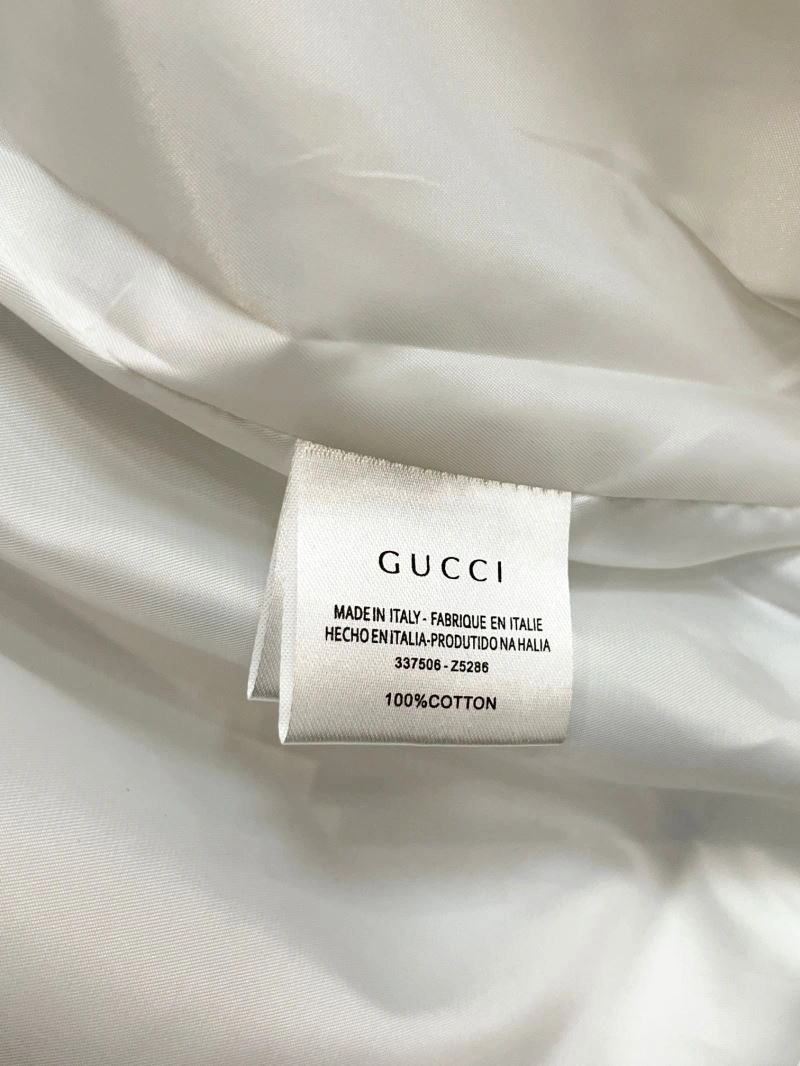 GUCCI
MADE IN ITALY - FABRIQUE EN ITALIE
HECHO EN ITALIA-PRODUTIDO NA HALIA
337506 - Z5286
100%COTTON